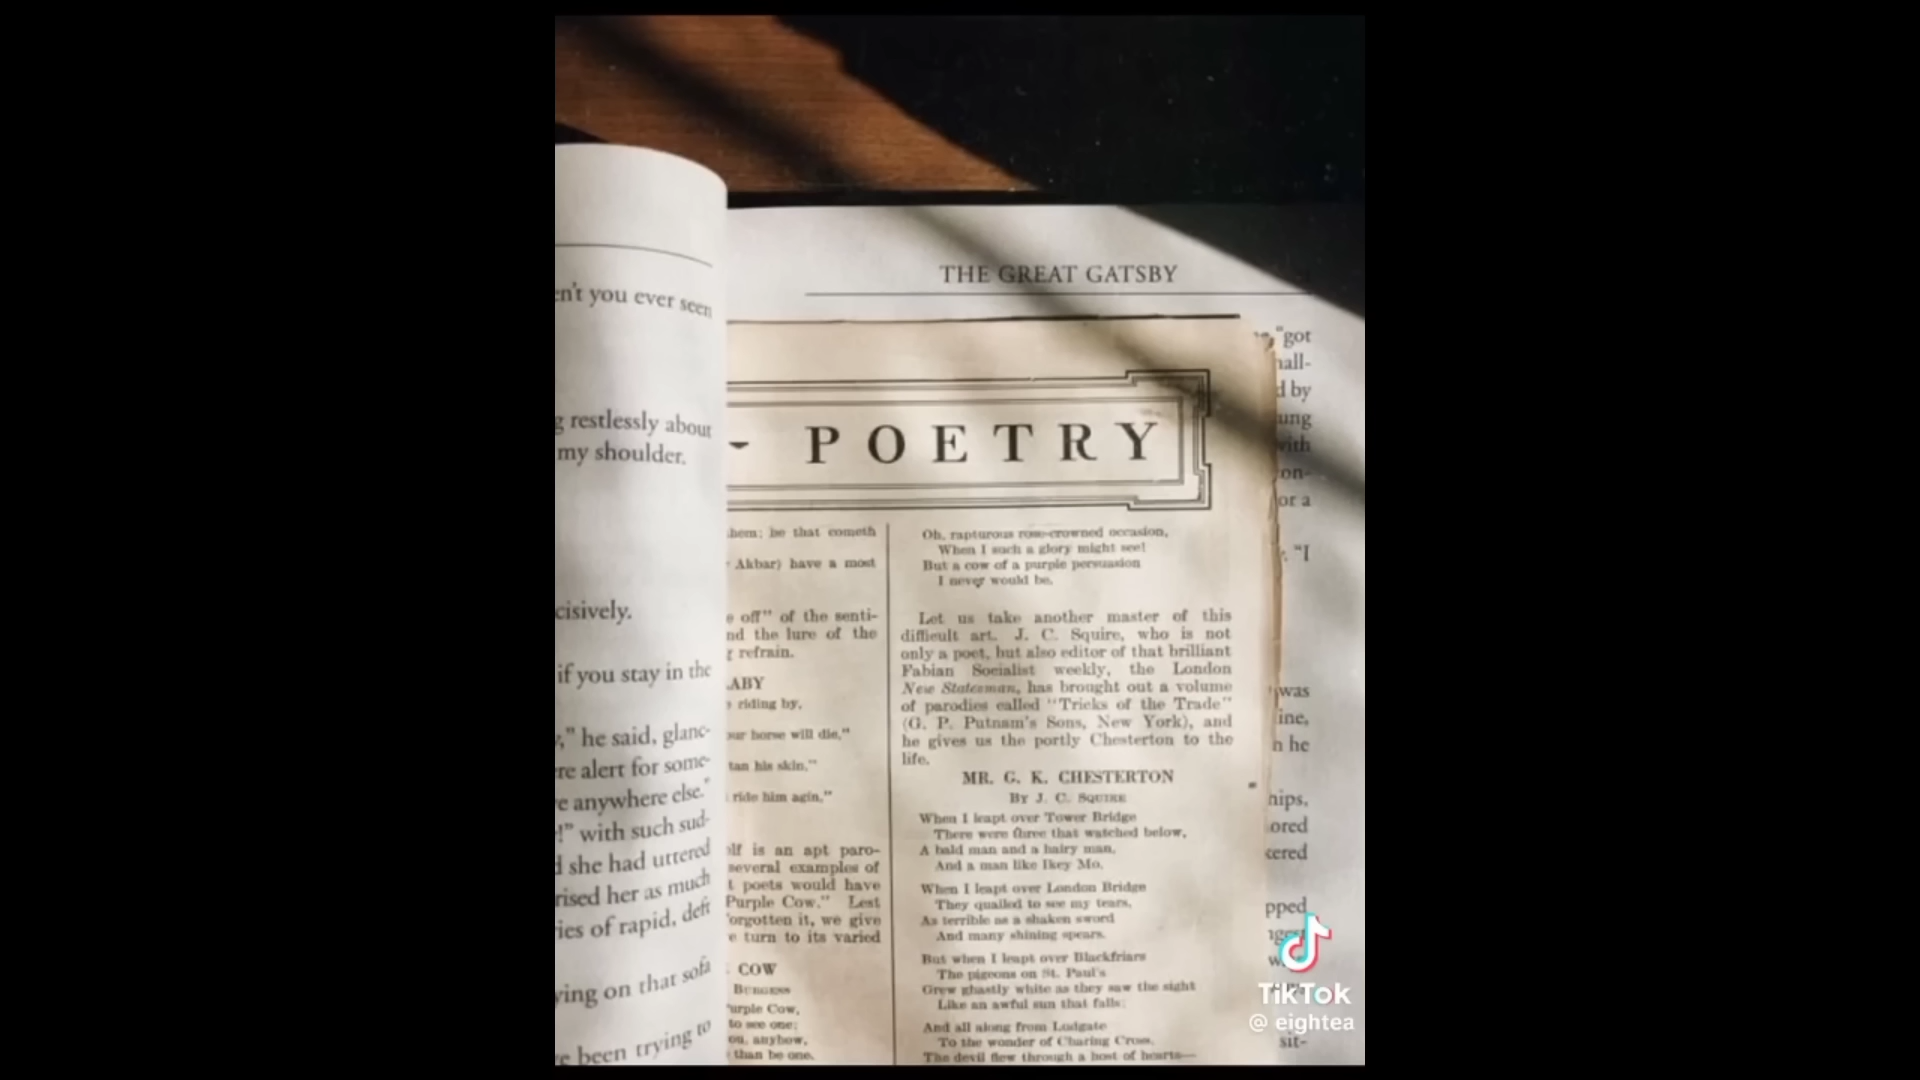 THE GREAT GATSBY
en't you ever seen
g restlessly about
my shoulder.
cisively.
if you stay in the
," he said, glanc-
re alert for some-
e anywhere else."
!" with such sud-
d she had uttered
rised her as much
ies of rapid, deft
ying on that sofa
e been trying to
- POETRY
hem; he that cometh
Akbar) have a most
e off" of the senti-
nd the lure of the
g refrain.
ABY
riding by,
ur horse will die,"
tan his skin,"
ride him agin,"
olf is an apt paro-
several examples of
t poets would have
Purple Cow." Lest
forgotten it, we give
e turn to its varied
COW
Burgess
urple Cow,
to see one;
ou, anyhow,
than be one.
Oh, rapturous rose-crowned occasion,
When I such a glory might see!
But a cow of a purple persuasion
I never would be.
Let us take another master of this
difficult art. J. C. Squire, who is not
only a poet, but also editor of that brilliant
Fabian Socialist weekly, the London
New Statesman, has brought out a volume
of parodies called "Tricks of the Trade"
(G. P. Putnam's Sons, New York), and
he gives us the portly Chesterton to the
life.
MR. G. K. CHESTERTON
By J. C. Squire
When I leapt over Tower Bridge
There were three that watched below,
A bald man and a hairy man,
And a man like Ikey Mo.
When I leapt over London Bridge
They quailed to see my tears,
As terrible as a shaken sword
And many shining spears.
But when I leapt over Blackfriars
The pigeons on St. Paul's
Grew ghastly white as they saw the sight
Like an awful sun that falls;
And all along from Ludgate
To the wonder of Charing Cross,
The devil flew through a host of hearts—
"got
hall-
d by
ung
with
on-
or a
"I
was
ine,
n he
hips,
ored
kered
pped
sit-
TikTok
@ eightea